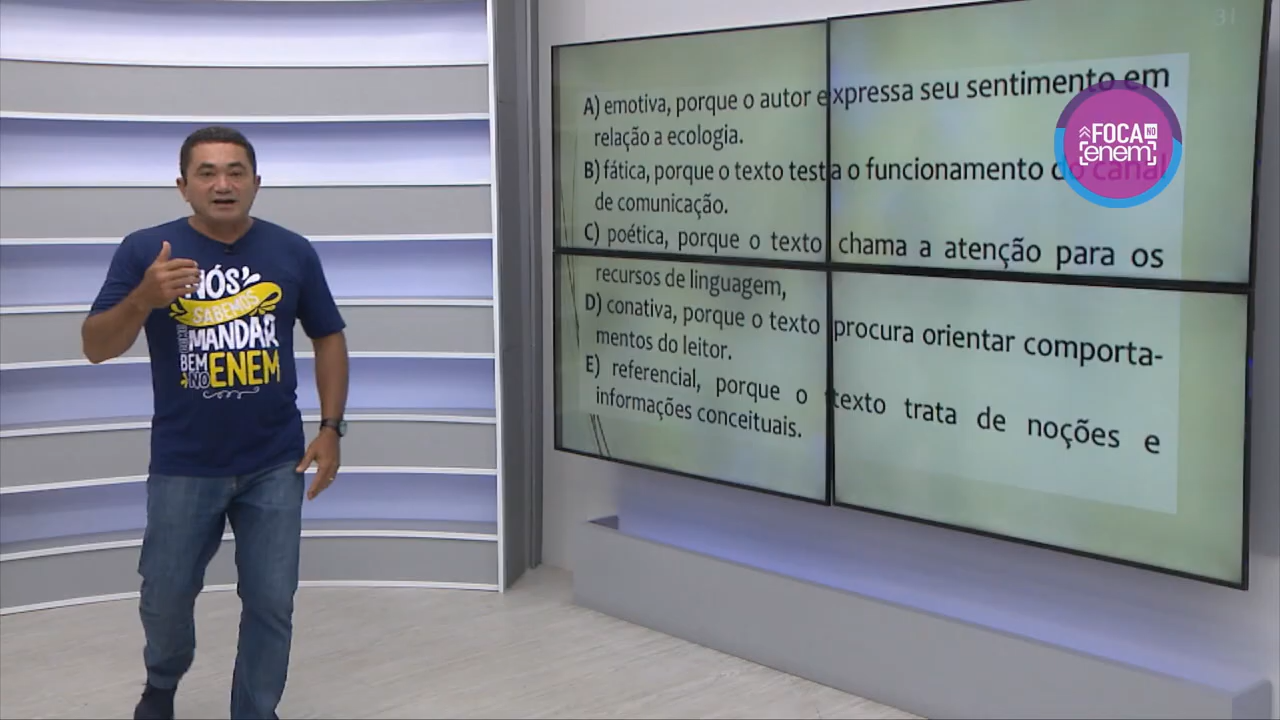 31
A) emotiva, porque o autor expressa seu sentimento em
relação a ecologia.
B) fática, porque o texto testa o funcionamento do canal
de comunicação.
C) poética, porque o texto chama a atenção para os
recursos de linguagem,
D) conativa, porque o texto procura orientar comporta-
mentos do leitor.
E) referencial, porque o texto trata de noções e
informações conceituais.
FOCA NO
enem
NÓS
SABEMOS
MANDAR
BEM
NO ENEM